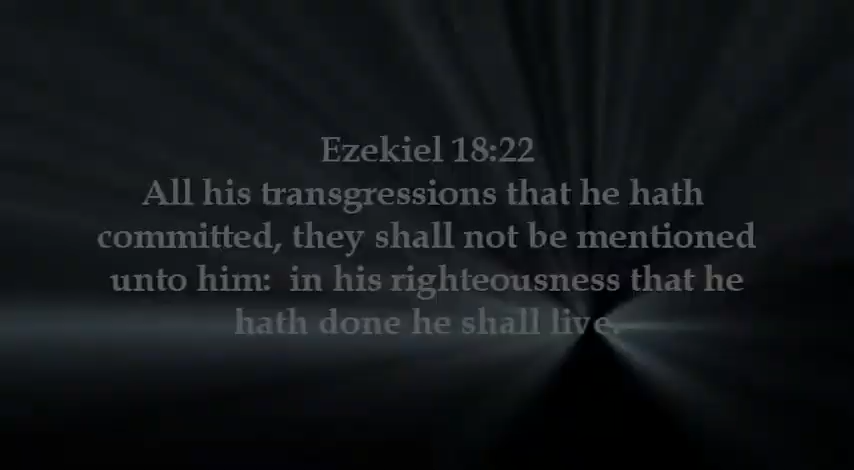 Ezekiel 18:22
All his transgressions that he hath
committed, they shall not be mentioned
unto him:  in his righteousness that he
hath done he shall live.